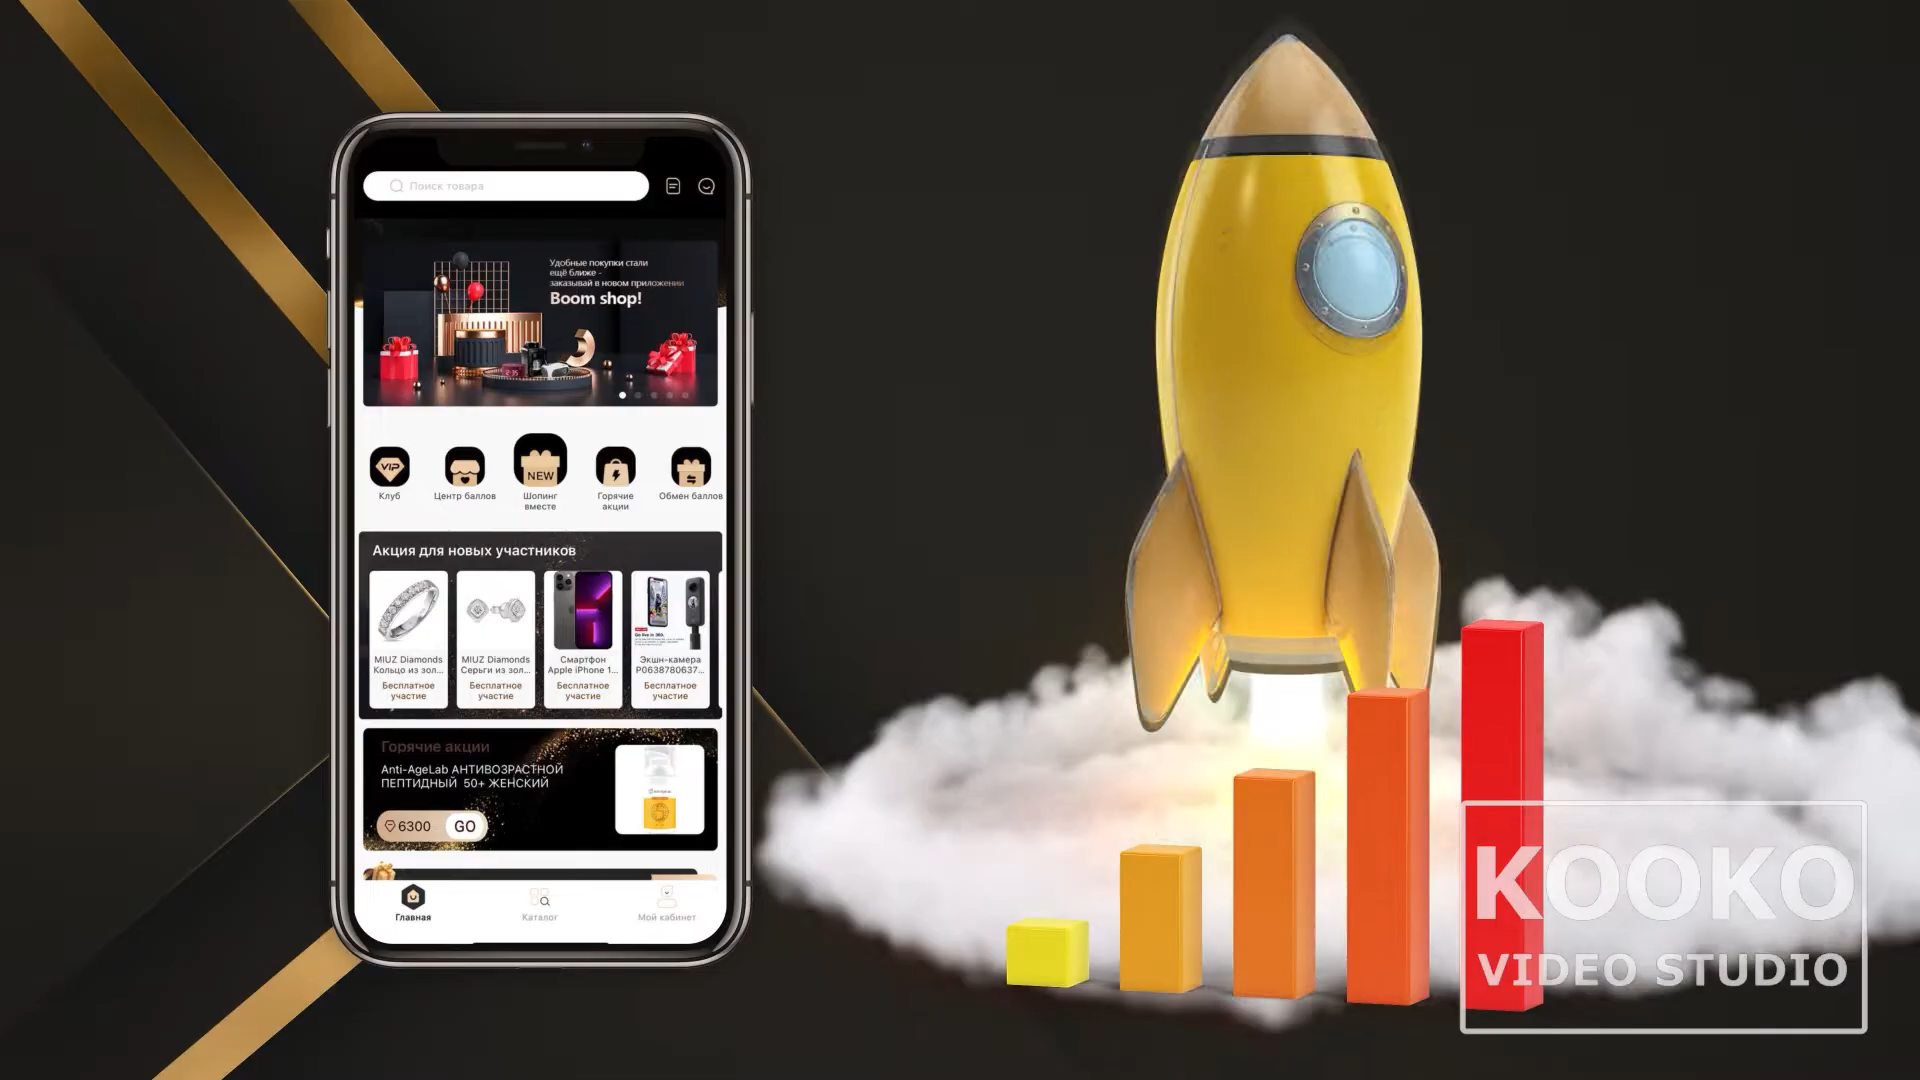 Поиск товара
Удобные покупки стали
ещё ближе -
заказывай в новом приложении
Boom shop!
VIP
NEW
Клуб
Центр баллов
Шопинг
вместе
Горячие
акции
Обмен баллов
Акция для новых участников
MIUZ Diamonds
Кольцо из зол...
Бесплатное
участие
MIUZ Diamonds
Серьги из зол...
Бесплатное
участие
Смартфон
Apple iPhone 1...
Бесплатное
участие
Экшн-камера
P0638780637...
Бесплатное
участие
Горячие акции
Anti-AgeLab АНТИВОЗРАСТНОЙ
ПЕПТИДНЫЙ 50+ ЖЕНСКИЙ
6300 GO
Главная
Каталог
Мой кабинет
KOOKO
VIDEO STUDIO